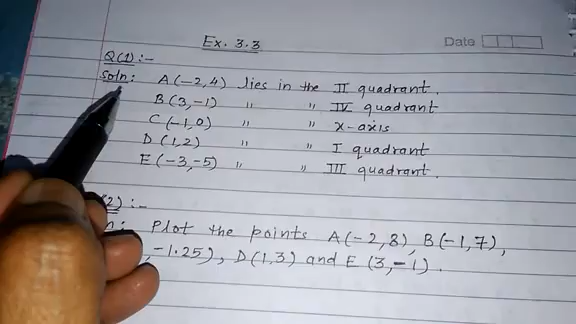 Ex. 3.3
Date
Q(1) :-
Soln: A(-2,4) lies in the II quadrant.
B(3,-1) " " IV quadrant
C(-1,0) " " x-axis
D(1,2) " " I quadrant
E(-3,-5) " " III quadrant.
(2) :-
: Plot the points A(-2,8), B(-1,7),
, -1.25), D(1,3) and E(3,-1).